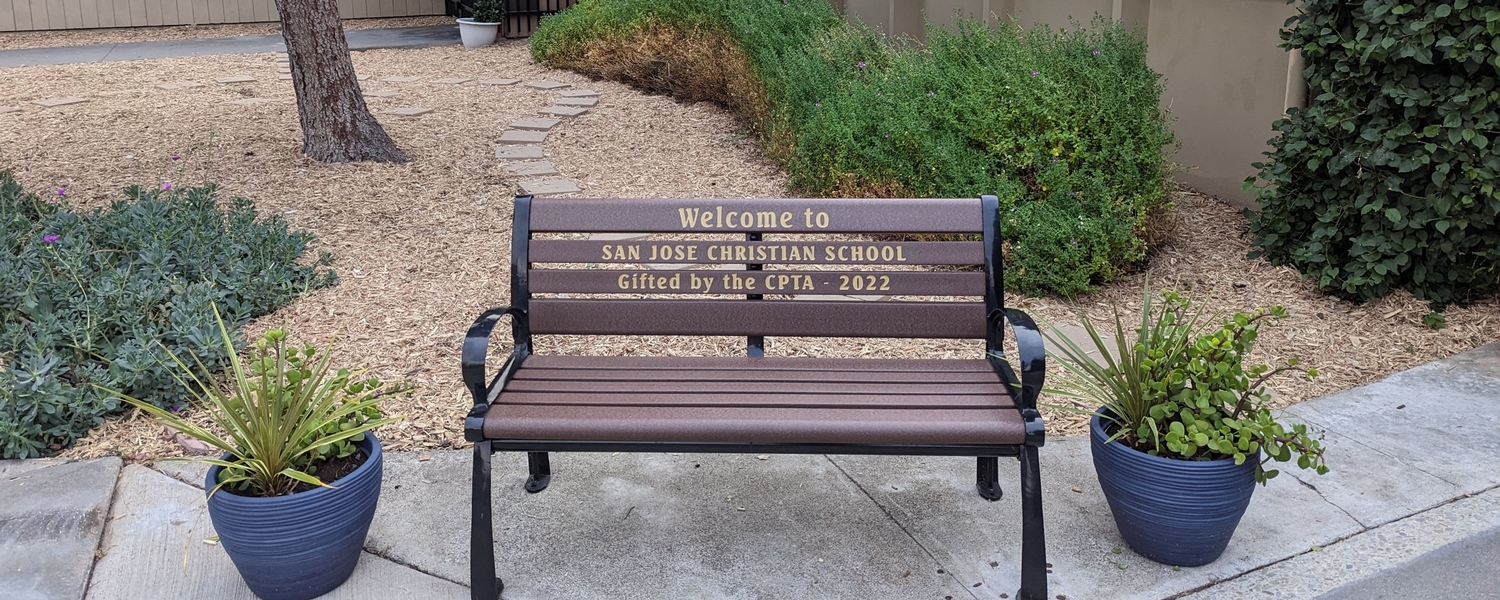 Welcome to
SAN JOSE CHRISTIAN SCHOOL
Gifted by the CPTA - 2022